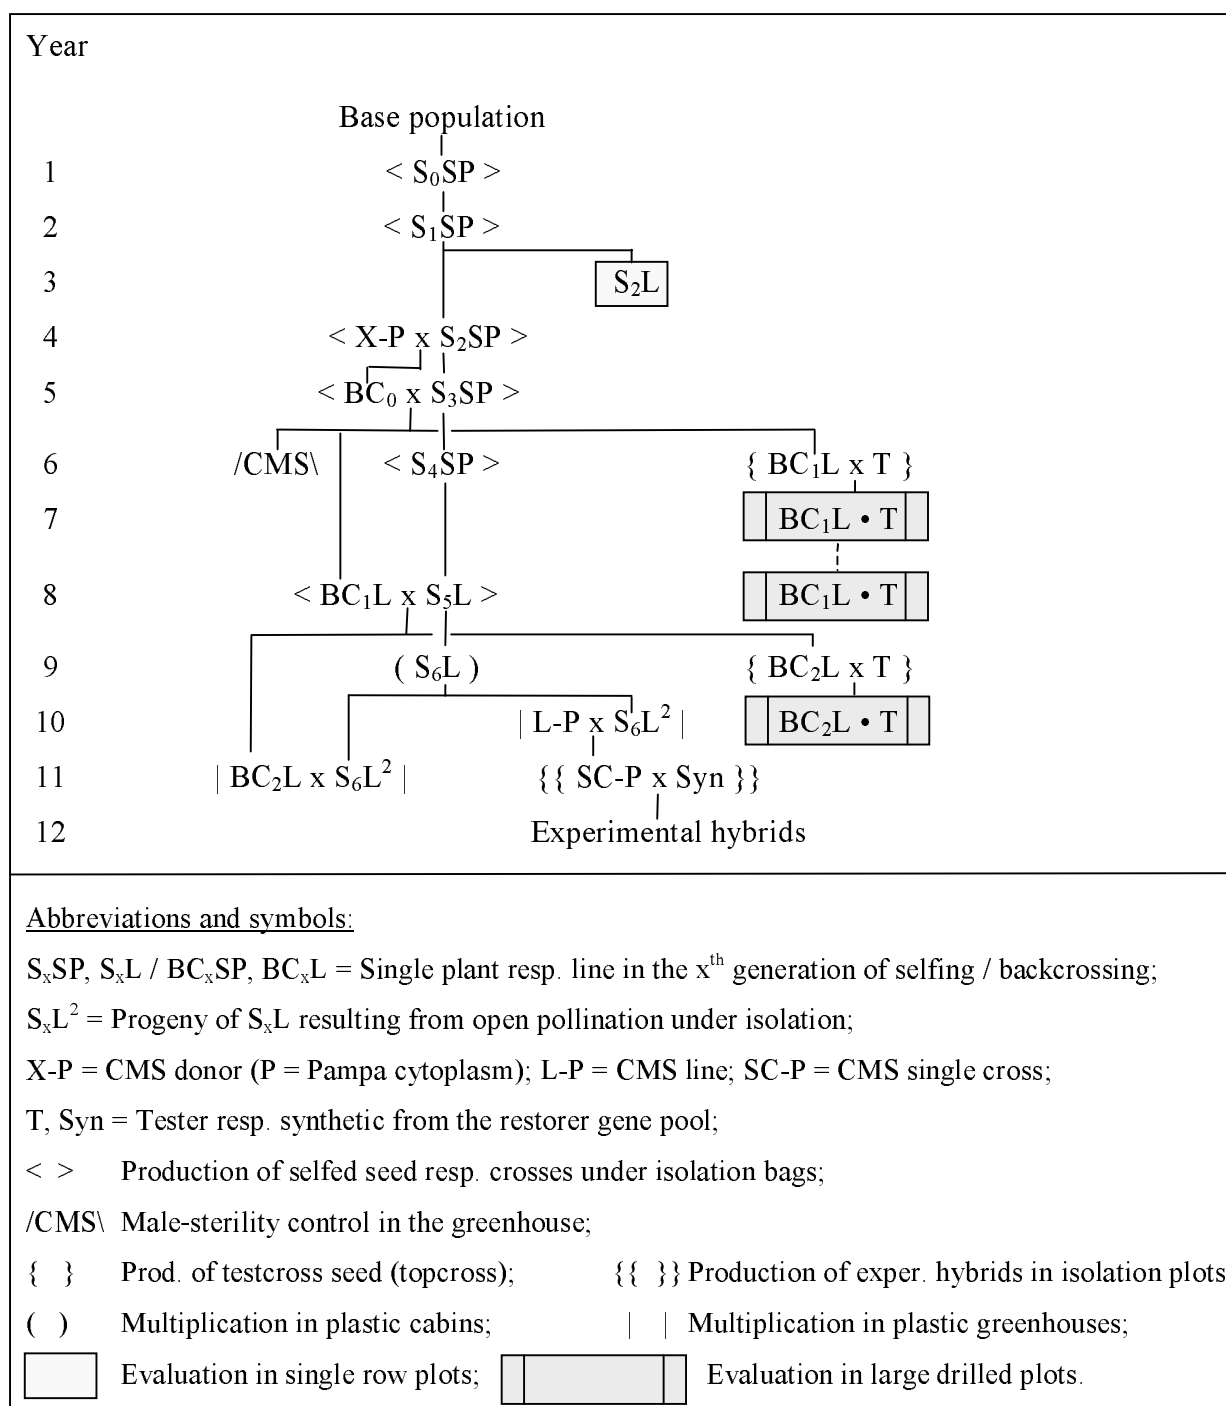 Year
Base population
1 < S₀SP >
2 < S₁SP >
3 S₂L
4 < X-P x S₂SP >
5 < BC₀ x S₃SP >
6 /CMS\ < S₄SP > { BC₁L x T }
7 BC₁L • T
8 < BC₁L x S₅L > BC₁L • T
9 ( S₆L ) { BC₂L x T }
10 | L-P x S₆L² | BC₂L • T
11 | BC₂L x S₆L² | {{ SC-P x Syn }}
12 Experimental hybrids
Abbreviations and symbols:
SₓSP, SₓL / BCₓSP, BCₓL = Single plant resp. line in the xᵗʰ generation of selfing / backcrossing;
SₓL² = Progeny of SₓL resulting from open pollination under isolation;
X-P = CMS donor (P = Pampa cytoplasm); L-P = CMS line; SC-P = CMS single cross;
T, Syn = Tester resp. synthetic from the restorer gene pool;
< > Production of selfed seed resp. crosses under isolation bags;
/CMS\ Male-sterility control in the greenhouse;
{ } Prod. of testcross seed (topcross); {{ }} Production of exper. hybrids in isolation plots
( ) Multiplication in plastic cabins; | | Multiplication in plastic greenhouses;
Evaluation in single row plots; Evaluation in large drilled plots.